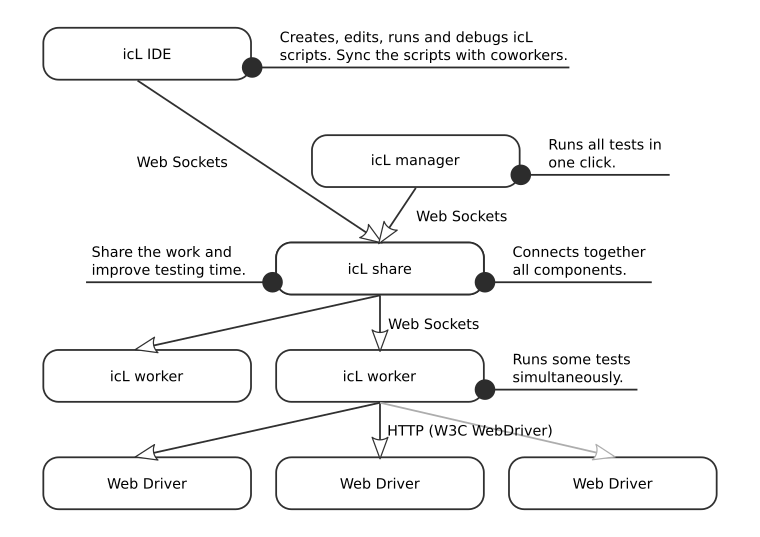 icL IDE
Creates, edits, runs and debugs icL
scripts. Sync the scripts with coworkers.
Web Sockets
icL manager
Runs all tests in
one click.
Web Sockets
Share the work and
improve testing time.
icL share
Connects together
all components.
Web Sockets
icL worker
icL worker
Runs some tests
simultaneously.
HTTP (W3C WebDriver)
Web Driver
Web Driver
Web Driver